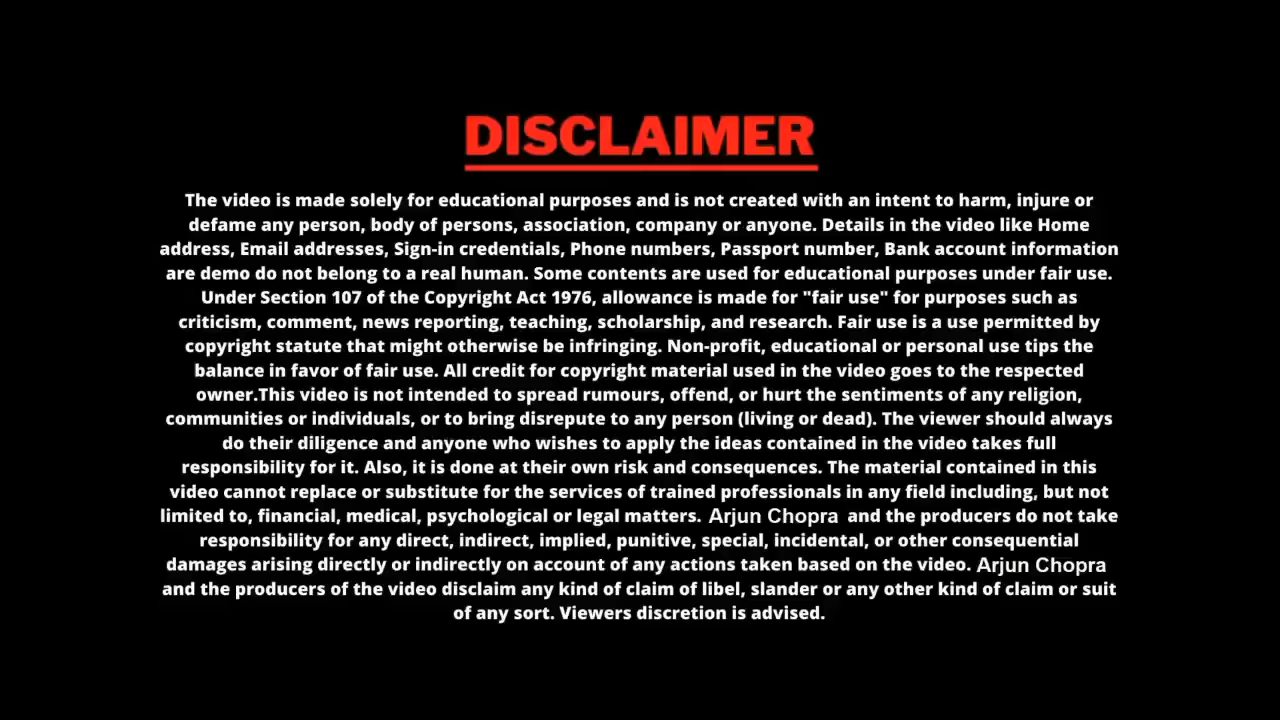 DISCLAIMER
The video is made solely for educational purposes and is not created with an intent to harm, injure or
defame any person, body of persons, association, company or anyone. Details in the video like Home
address, Email addresses, Sign-in credentials, Phone numbers, Passport number, Bank account information
are demo do not belong to a real human. Some contents are used for educational purposes under fair use.
Under Section 107 of the Copyright Act 1976, allowance is made for "fair use" for purposes such as
criticism, comment, news reporting, teaching, scholarship, and research. Fair use is a use permitted by
copyright statute that might otherwise be infringing. Non-profit, educational or personal use tips the
balance in favor of fair use. All credit for copyright material used in the video goes to the respected
owner.This video is not intended to spread rumours, offend, or hurt the sentiments of any religion,
communities or individuals, or to bring disrepute to any person (living or dead). The viewer should always
do their diligence and anyone who wishes to apply the ideas contained in the video takes full
responsibility for it. Also, it is done at their own risk and consequences. The material contained in this
video cannot replace or substitute for the services of trained professionals in any field including, but not
limited to, financial, medical, psychological or legal matters. Arjun Chopra and the producers do not take
responsibility for any direct, indirect, implied, punitive, special, incidental, or other consequential
damages arising directly or indirectly on account of any actions taken based on the video. Arjun Chopra
and the producers of the video disclaim any kind of claim of libel, slander or any other kind of claim or suit
of any sort. Viewers discretion is advised.